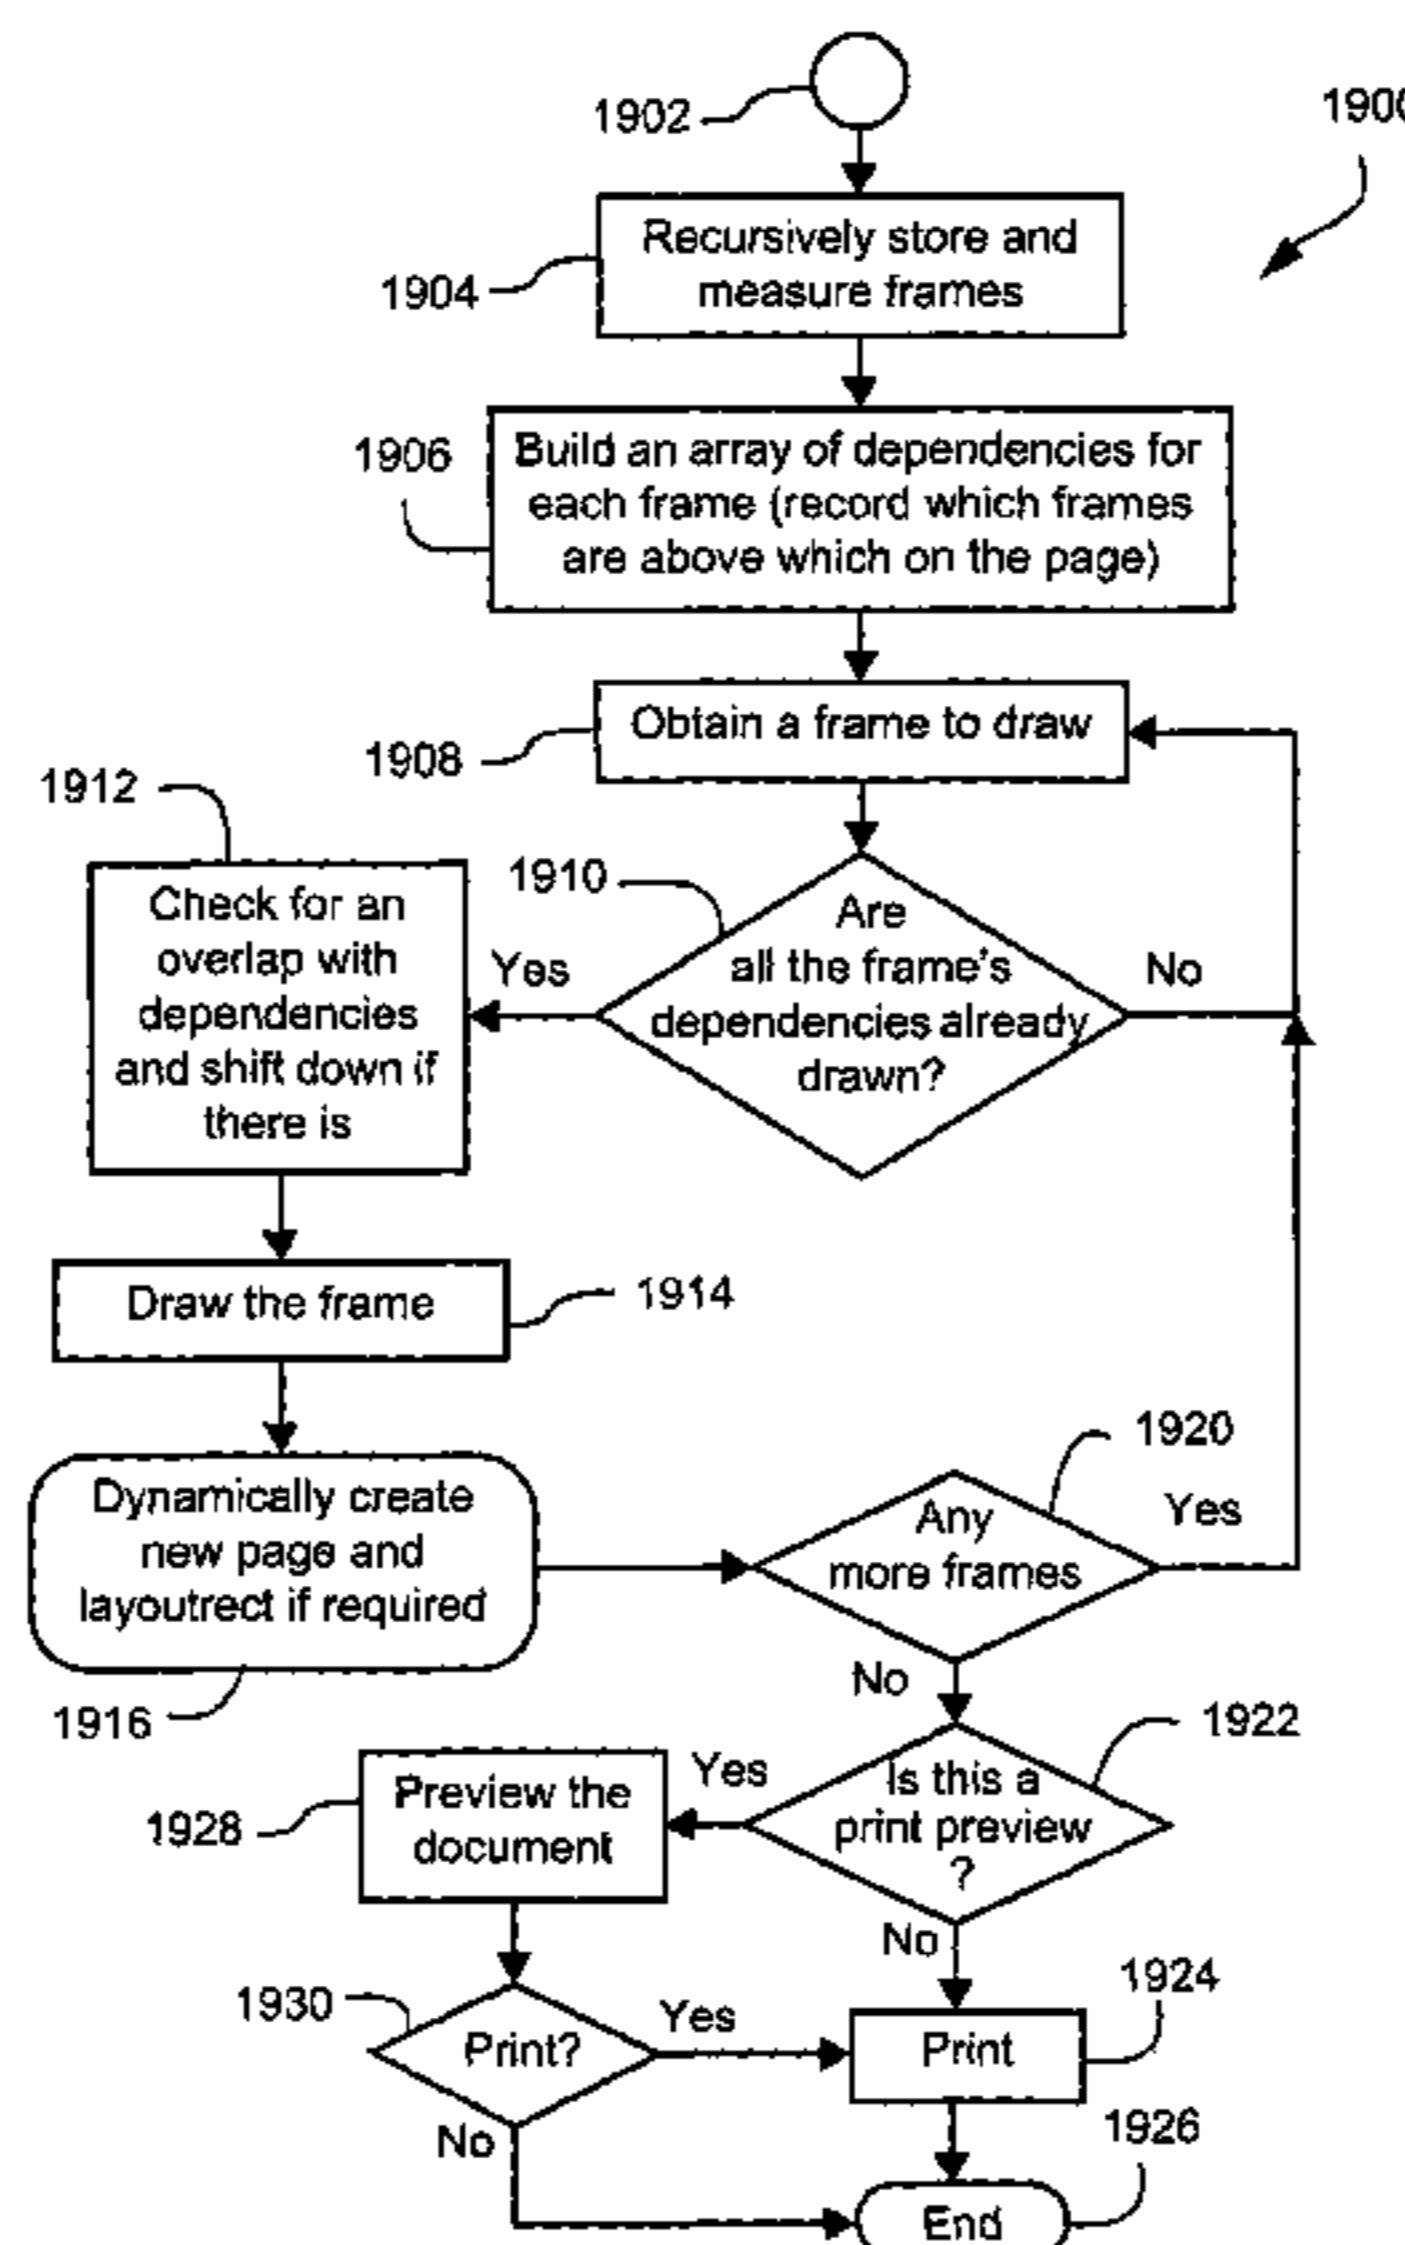 1902
1900
Recursively store and
measure frames
1904
1906
Build an array of dependencies for
each frame (record which frames
are above which on the page)
Obtain a frame to draw
1908
1912
1910
Check for an
overlap with
dependencies
and shift down if
there is
Yes
Are
all the frame's
dependencies already
drawn?
No
Draw the frame
1914
1920
Dynamically create
new page and
layoutrect if required
Any
more frames
Yes
1916
No
1922
Preview the
document
1928
Yes
Is this a
print preview
?
No
1924
1930
Print?
Yes
Print
No
1926
End